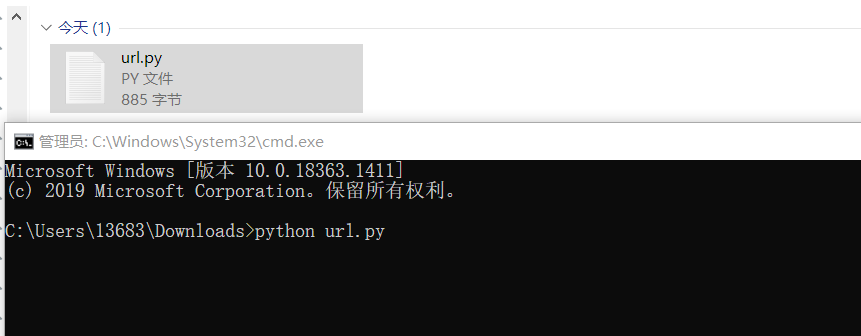 今天 (1)
url.py
PY 文件
885 字节
管理员: C:\Windows\System32\cmd.exe
Microsoft Windows [版本 10.0.18363.1411]
(c) 2019 Microsoft Corporation。保留所有权利。
C:\Users\13683\Downloads>python url.py